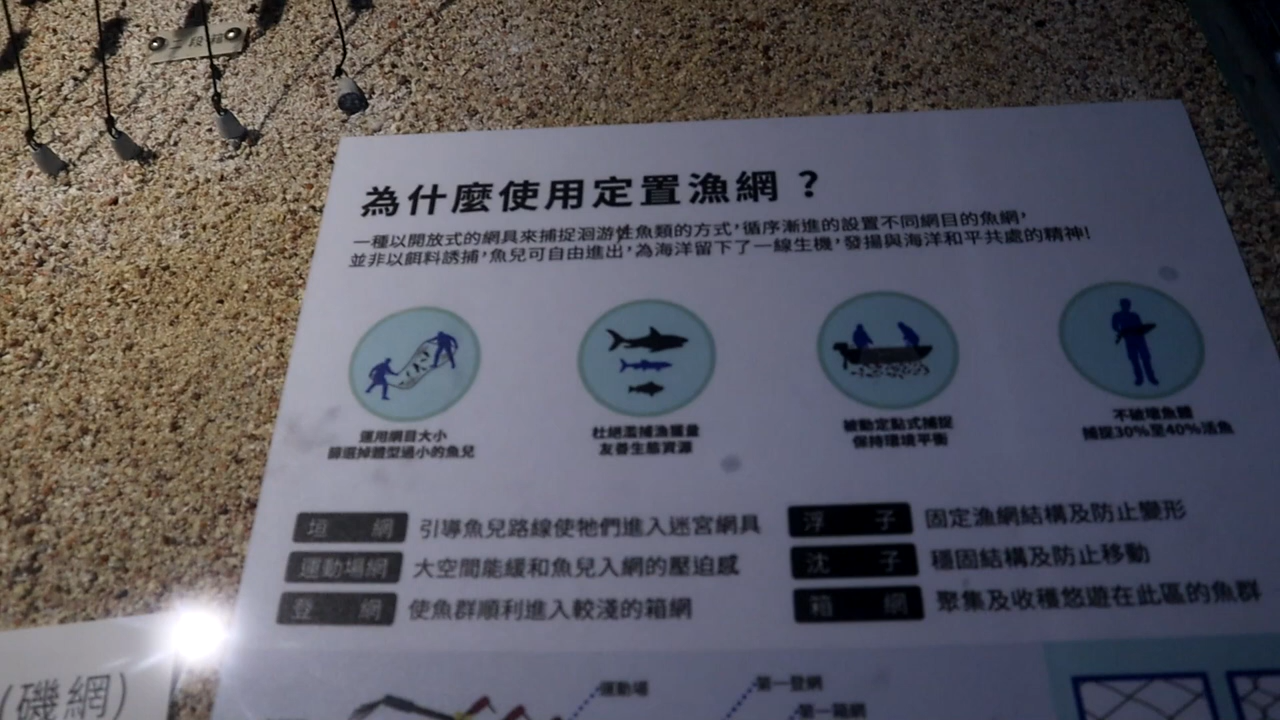 二段箱
為什麼使用定置漁網？
一種以開放式的網具來捕捉洄游性魚類的方式，循序漸進的設置不同網目的魚網，
並非以餌料誘捕，魚兒可自由進出，為海洋留下了一線生機，發揚與海洋和平共處的精神！
運用網目大小
篩選掉體型過小的魚兒
杜絕濫捕漁獲量
友善生態資源
被動定點式捕捉
保持環境平衡
不破壞魚體
捕捉30%至40%活魚
垣 網 引導魚兒路線使牠們進入迷宮網具
運動場網 大空間能緩和魚兒入網的壓迫感
登 網 使魚群順利進入較淺的箱網
浮 子 固定漁網結構及防止變形
沈 子 穩固結構及防止移動
箱 網 聚集及收穫悠遊在此區的魚群
運動場
第一登網
第一箱網
(磯網)